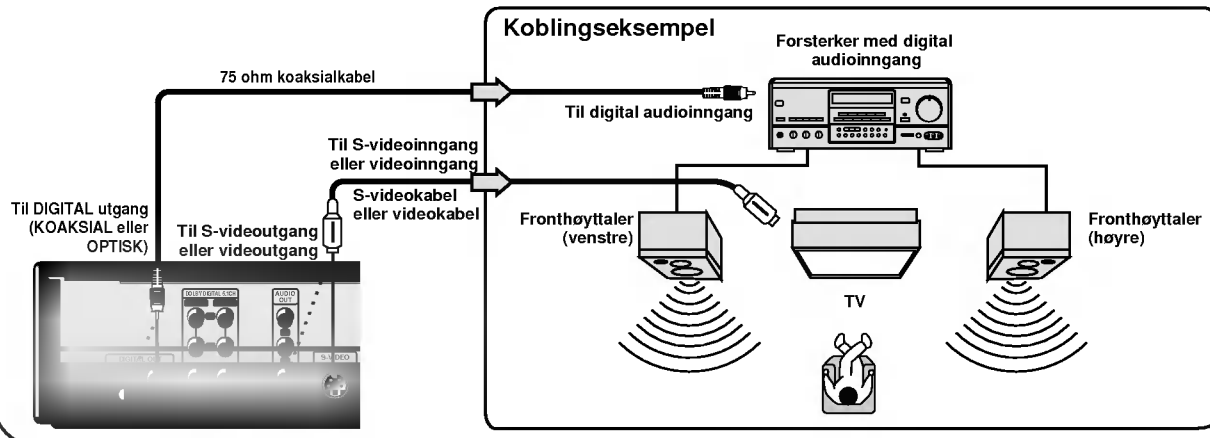 Koblingseksempel
Forsterker med digital
audioinngang
75 ohm koaksialkabel
Til digital audioinngang
Til S-videoinngang
eller videoinngang
S-videokabel
eller videokabel
Til DIGITAL utgang
(KOAKSIAL eller
OPTISK)
Til S-videoutgang
eller videoutgang
Fronthøyttaler
(venstre)
Fronthøyttaler
(høyre)
TV
DOLBY DIGITAL 5.1CH
AUDIO
OUT
S-VIDEO